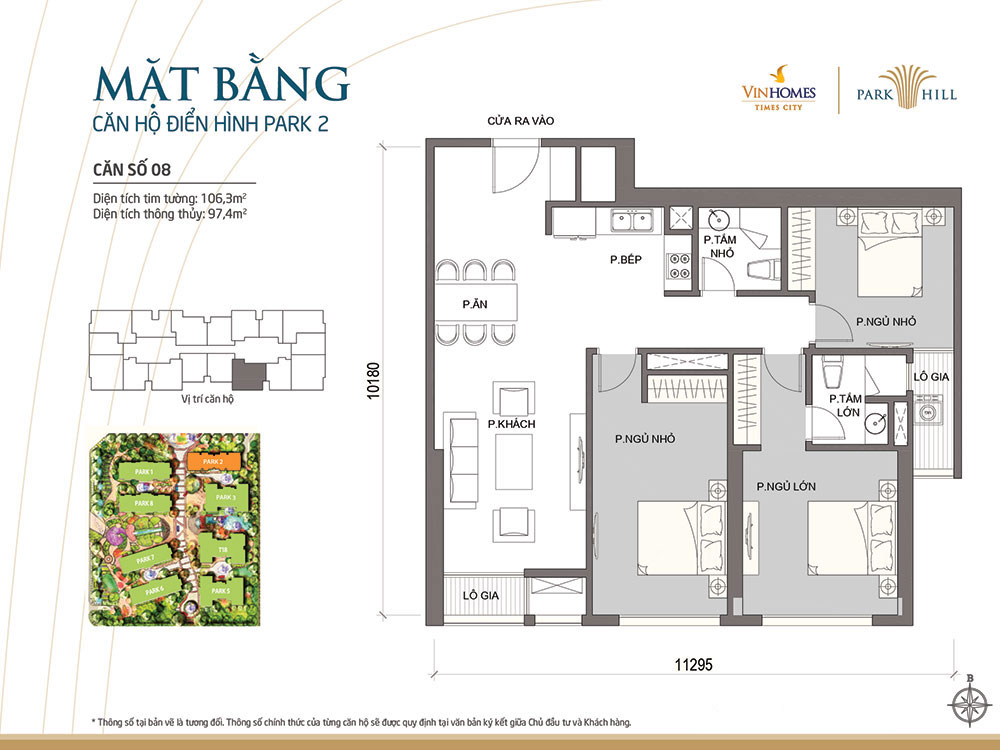 MẶT BẰNG
CĂN HỘ ĐIỂN HÌNH PARK 2
VINHOMES
TIMES CITY
PARK HILL
CĂN SỐ 08
Diện tích tim tường: 106,3m²
Diện tích thông thủy: 97,4m²
CỬA RA VÀO
P.BẾP
P.TẮM
NHỎ
P.ĂN
P.NGỦ NHỎ
Vị trí căn hộ
10180
P.KHÁCH
P.NGỦ NHỎ
P.TẮM
LỚN
LÔ GIA
P.NGỦ LỚN
LÔ GIA
PARK 1
PARK 2
PARK 8
PARK 3
PARK 7
T18
PARK 6
PARK 5
11295
B
* Thông số tại bản vẽ là tương đối. Thông số chính thức của từng căn hộ sẽ được quy định tại văn bản ký kết giữa Chủ đầu tư và Khách hàng.